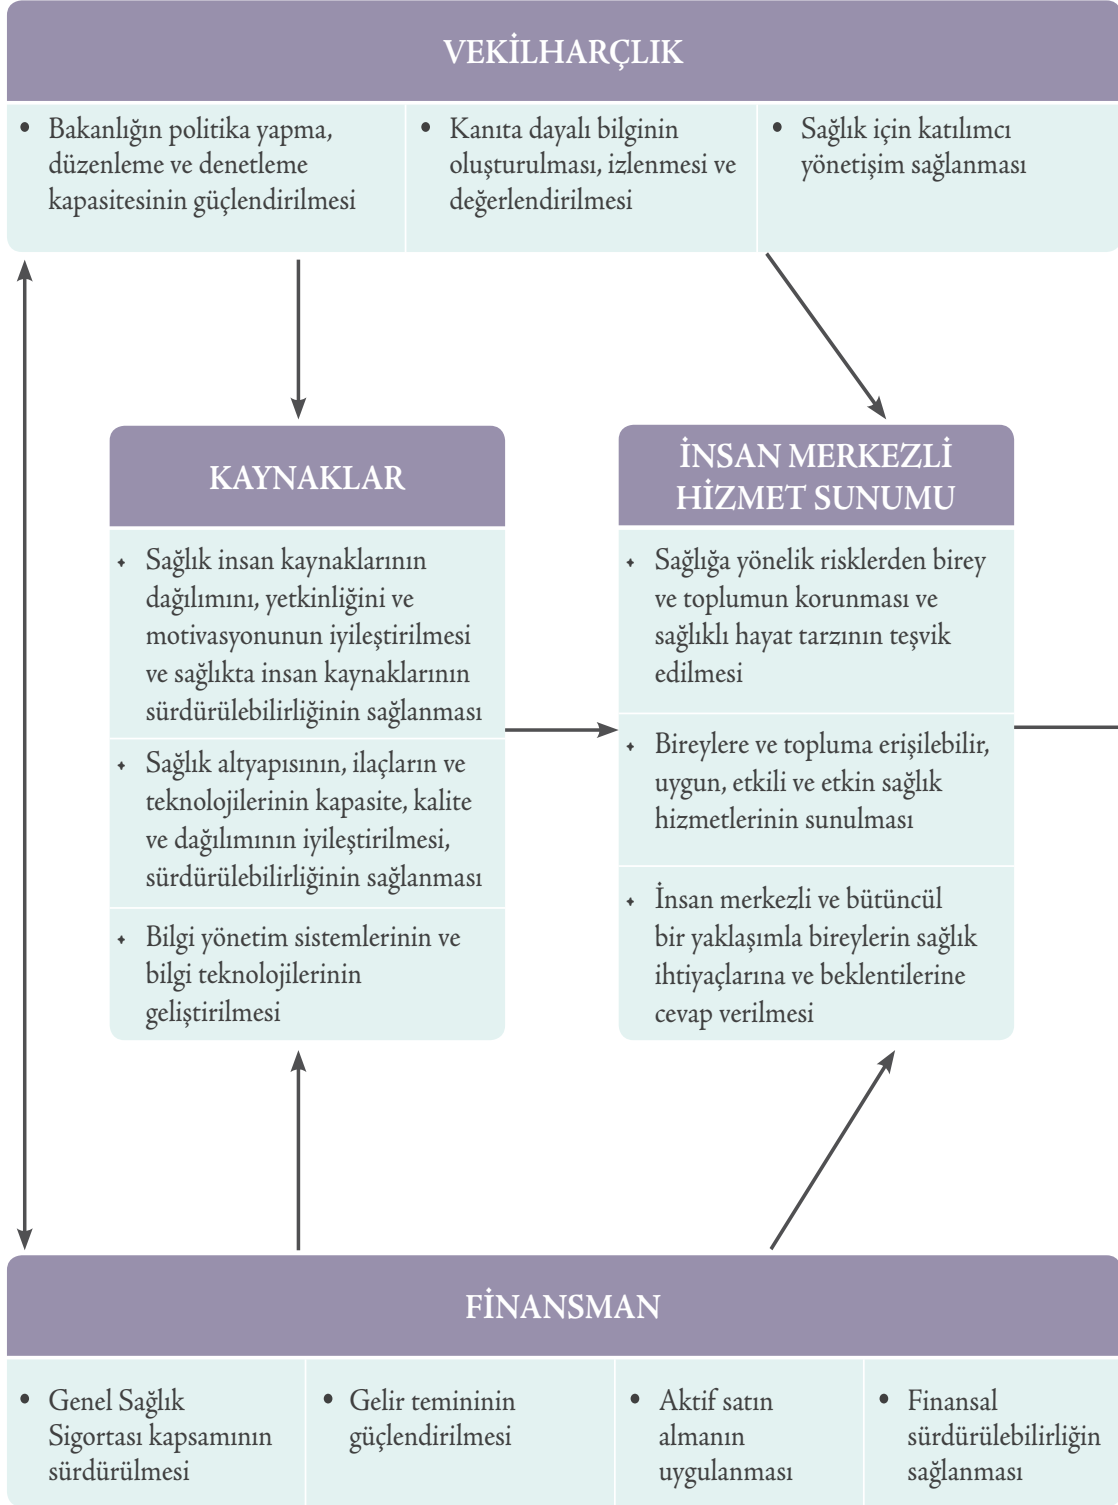 VEKİLHARÇLIK
• Bakanlığın politika yapma,
düzenleme ve denetleme
kapasitesinin güçlendirilmesi
• Kanıta dayalı bilginin
oluşturulması, izlenmesi ve
değerlendirilmesi
• Sağlık için katılımcı
yönetişim sağlanması
KAYNAKLAR
Sağlık insan kaynaklarının
dağılımını, yetkinliğini ve
motivasyonunun iyileştirilmesi
ve sağlıkta insan kaynaklarının
sürdürülebilirliğinin sağlanması
Sağlık altyapısının, ilaçların ve
teknolojilerinin kapasite, kalite
ve dağılımının iyileştirilmesi,
sürdürülebilirliğinin sağlanması
Bilgi yönetim sistemlerinin ve
bilgi teknolojilerinin
geliştirilmesi
İNSAN MERKEZLİ
HİZMET SUNUMU
Sağlığa yönelik risklerden birey
ve toplumun korunması ve
sağlıklı hayat tarzının teşvik
edilmesi
Bireylere ve topluma erişilebilir,
uygun, etkili ve etkin sağlık
hizmetlerinin sunulması
İnsan merkezli ve bütüncül
bir yaklaşımla bireylerin sağlık
ihtiyaçlarına ve beklentilerine
cevap verilmesi
FİNANSMAN
• Genel Sağlık
Sigortası kapsamının
sürdürülmesi
• Gelir temininin
güçlendirilmesi
• Aktif satın
almanın
uygulanması
• Finansal
sürdürülebilirliğin
sağlanması